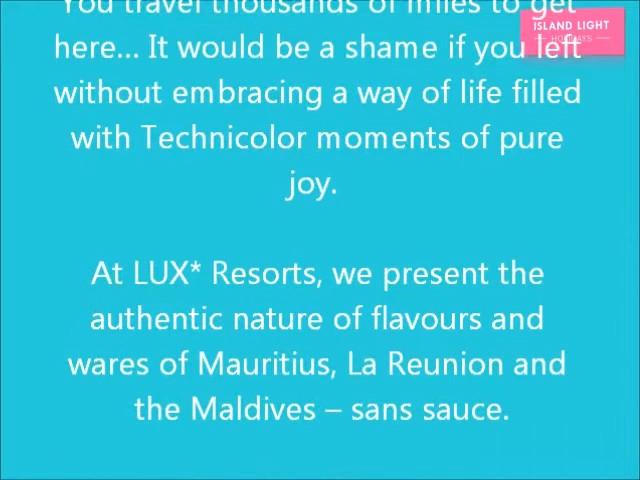 You travel thousands of miles to get
here... It would be a shame if you left
without embracing a way of life filled
with Technicolor moments of pure
joy.
At LUX* Resorts, we present the
authentic nature of flavours and
wares of Mauritius, La Reunion and
the Maldives – sans sauce.
ISLAND LIGHT
HOLIDAYS